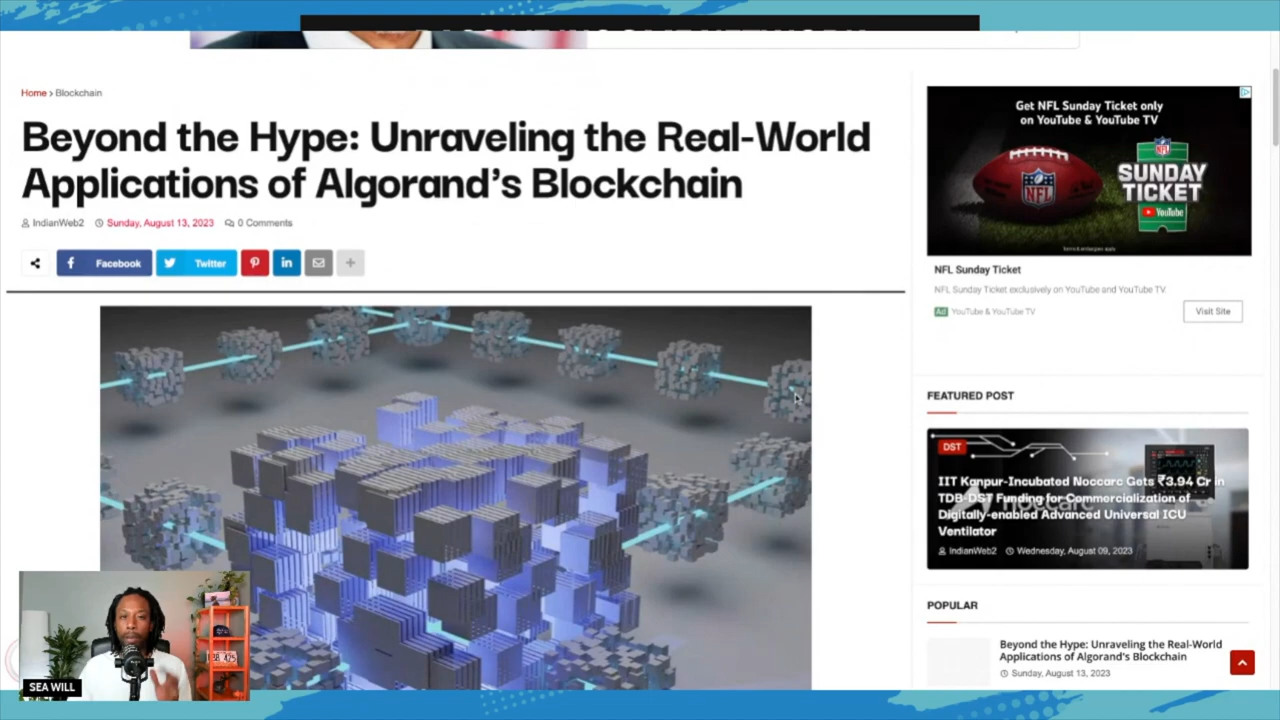 Home > Blockchain
Beyond the Hype: Unraveling the Real-World
Applications of Algorand's Blockchain
IndianWeb2 Sunday, August 13, 2023 0 Comments
Facebook
Twitter
Get NFL Sunday Ticket only
on YouTube & YouTube TV
NFL
NFL
SUNDAY
TICKET
YouTube
NFL Sunday Ticket
NFL Sunday Ticket exclusively on YouTube and YouTube TV.
Ad YouTube & YouTube TV
Visit Site
FEATURED POST
DST
IIT Kanpur-Incubated Noccarc Gets ₹3.94 Cr in
TDB-DST Funding for Commercialization of
Digitally-enabled Advanced Universal ICU
Ventilator
IndianWeb2 Wednesday, August 09, 2023
POPULAR
Beyond the Hype: Unraveling the Real-World
Applications of Algorand's Blockchain
Sunday, August 13, 2023
SEA WILL